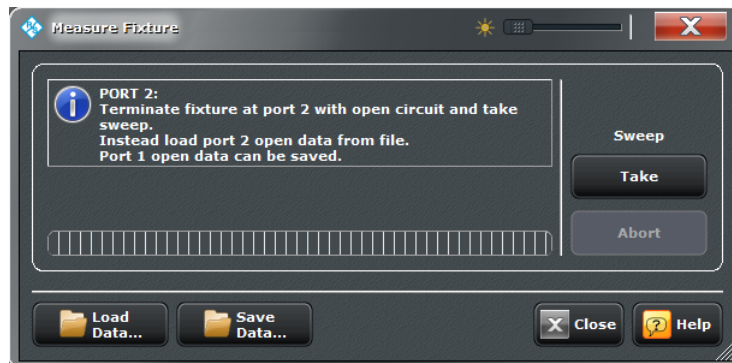 Measure Fixture
PORT 2:
Terminate fixture at port 2 with open circuit and take
sweep.
Instead load port 2 open data from file.
Port 1 open data can be saved.
Sweep
Take
Abort
Load
Data...
Save
Data...
Close
Help